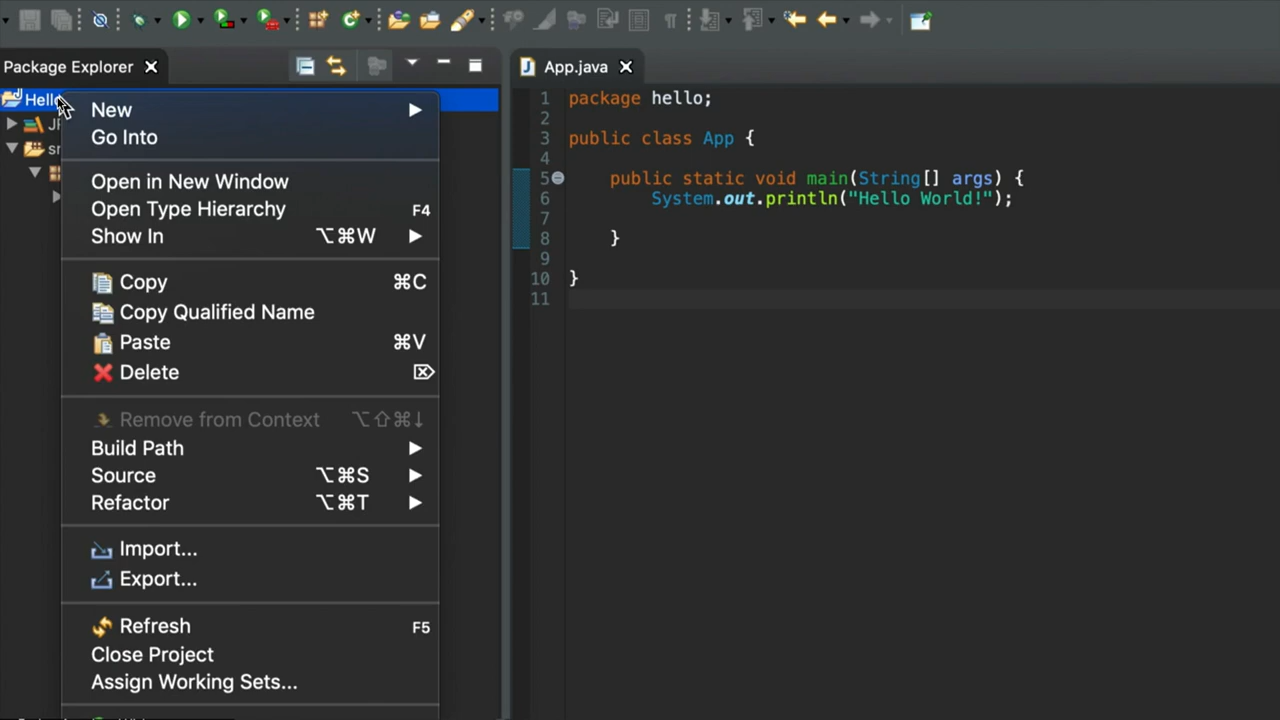 Package Explorer
App.java
Hello
New
Go Into
Open in New Window
Open Type Hierarchy F4
Show In ⌥⌘W
Copy ⌘C
Copy Qualified Name
Paste ⌘V
Delete ⌦
Remove from Context ⌥⇧⌘↓
Build Path
Source ⌥⌘S
Refactor ⌥⌘T
Import...
Export...
Refresh F5
Close Project
Assign Working Sets...
1 package hello;
2
3 public class App {
4
5 public static void main(String[] args) {
6 System.out.println("Hello World!");
7
8 }
9
10 }
11